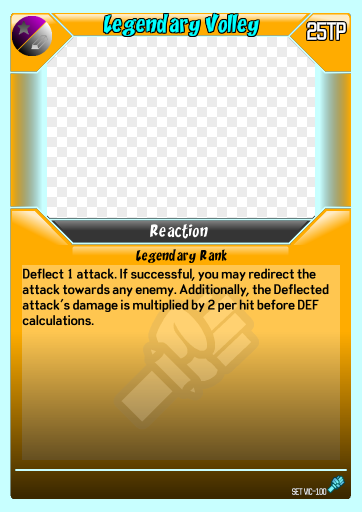 Legendary Volley
25TP
Reaction
Legendary Rank
Deflect 1 attack. If successful, you may redirect the
attack towards any enemy. Additionally, the Deflected
attack's damage is multiplied by 2 per hit before DEF
calculations.
SET VIC-100